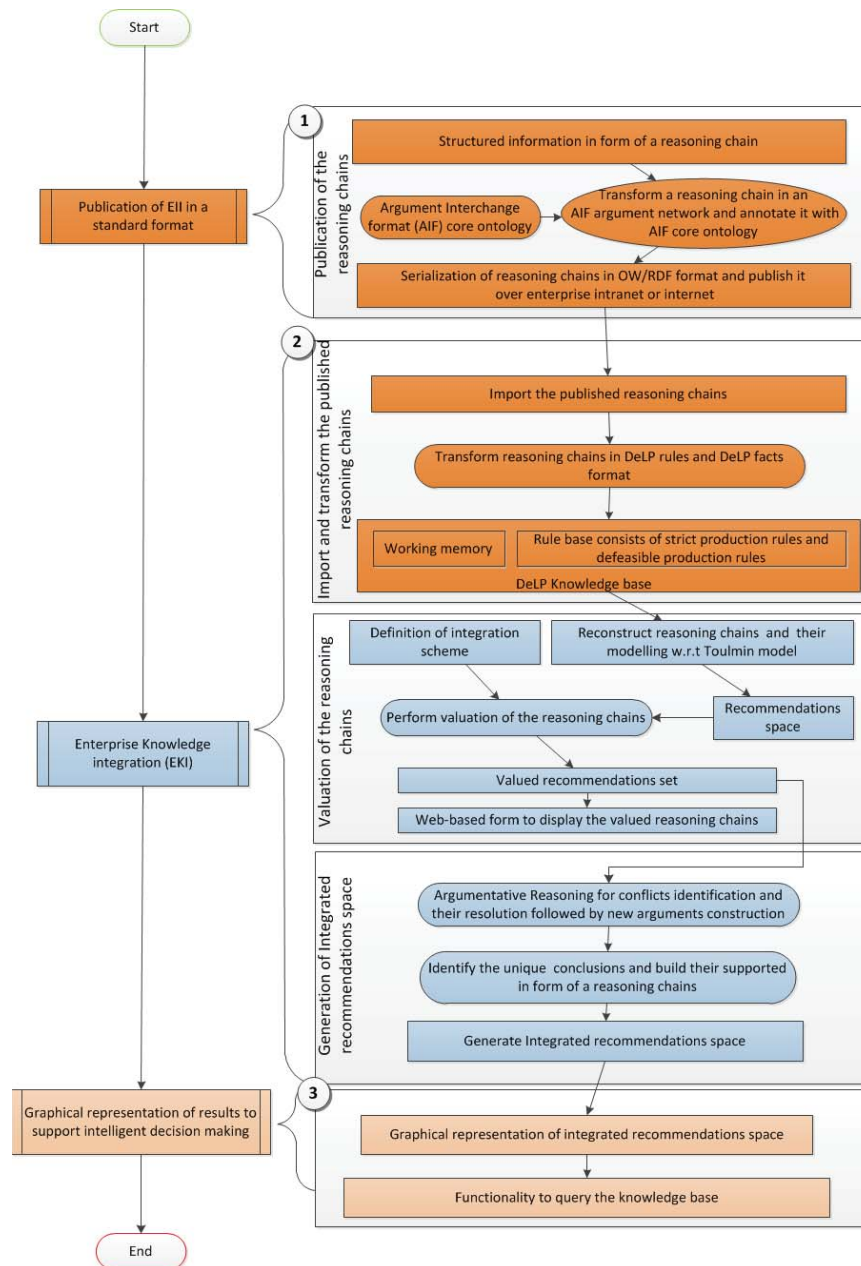 Start
Publication of EII in a
standard format
Enterprise Knowledge
integration (EKI)
Graphical representation of results to
support intelligent decision making
End
1
Publication of the
reasoning chains
Structured information in form of a reasoning chain
Argument Interchange
format (AIF) core ontology
Transform a reasoning chain in an
AIF argument network and annotate it with
AIF core ontology
Serialization of reasoning chains in OW/RDF format and publish it
over enterprise intranet or internet
2
Import and transform the published
reasoning chains
Import the published reasoning chains
Transform reasoning chains in DeLP rules and DeLP facts
format
Working memory
Rule base consists of strict production rules and
defeasible production rules
DeLP Knowledge base
Valuation of the reasoning
chains
Definition of integration
scheme
Reconstruct reasoning chains and their
modelling w.r.t Toulmin model
Perform valuation of the reasoning chains
Recommendations
space
Valued recommendations set
Web-based form to display the valued reasoning chains
Generation of Integrated
recommendations space
Argumentative Reasoning for conflicts identification and
their resolution followed by new arguments construction
Identify the unique conclusions and build their supported
in form of a reasoning chains
Generate Integrated recommendations space
3
Graphical representation of integrated recommendations space
Functionality to query the knowledge base